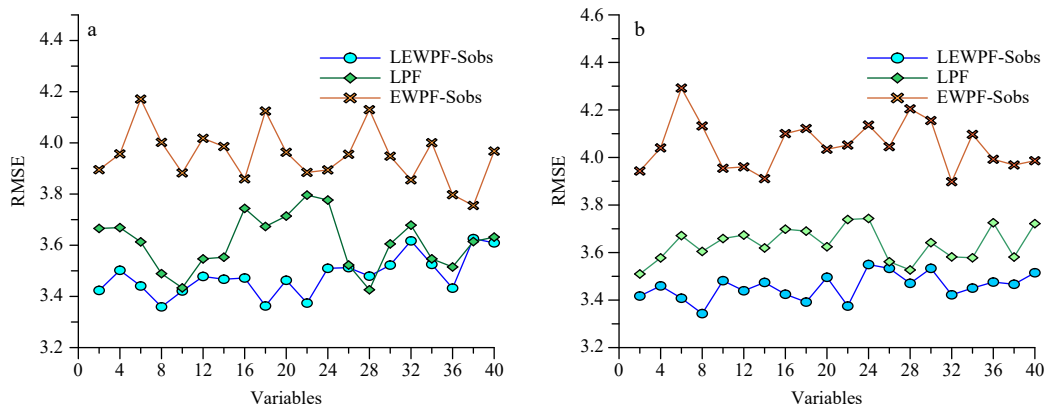 a
LEWPF-Sobs
LPF
EWPF-Sobs
RMSE
4.4
4.2
4.0
3.8
3.6
3.4
3.2
0 4 8 12 16 20 24 28 32 36 40
Variables
b
LEWPF-Sobs
LPF
EWPF-Sobs
RMSE
4.6
4.4
4.2
4.0
3.8
3.6
3.4
3.2
0 4 8 12 16 20 24 28 32 36 40
Variables